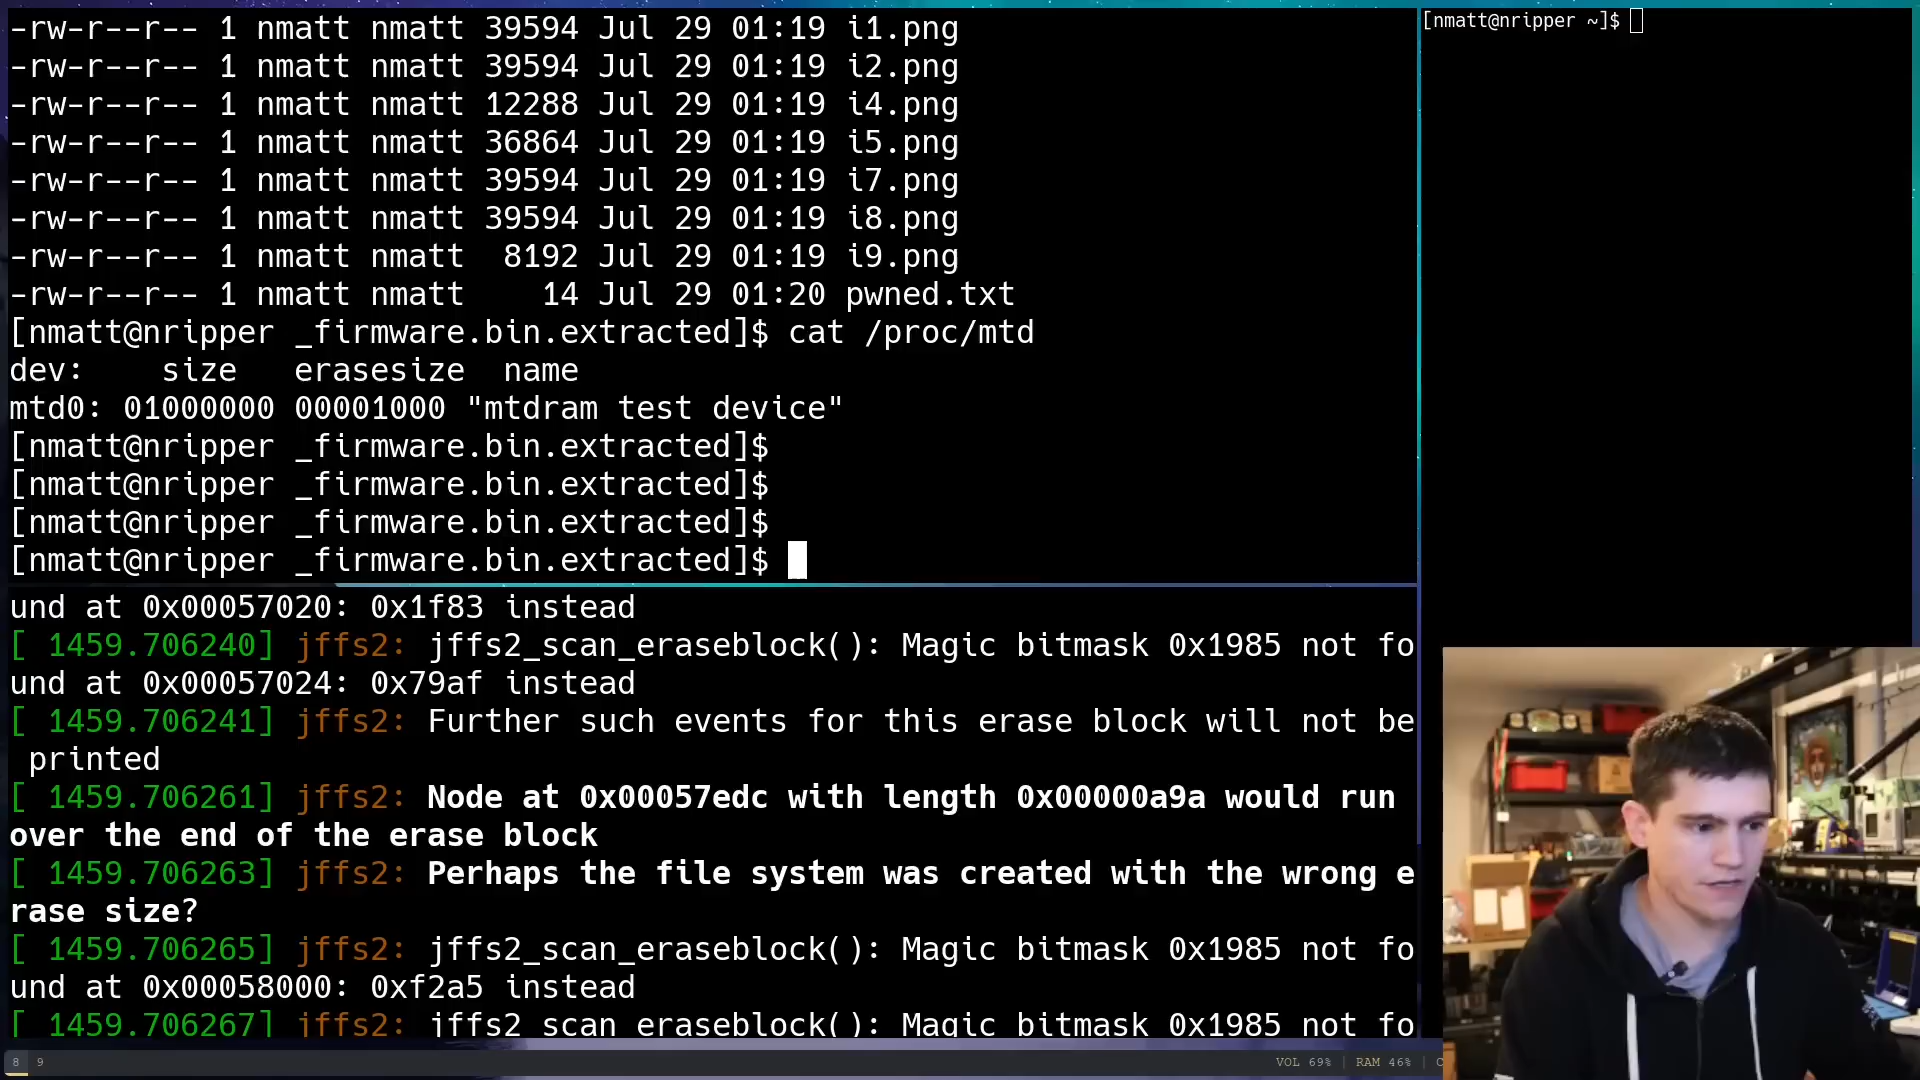 -rw-r--r-- 1 nmatt nmatt 39594 Jul 29 01:19 i1.png
-rw-r--r-- 1 nmatt nmatt 39594 Jul 29 01:19 i2.png
-rw-r--r-- 1 nmatt nmatt 12288 Jul 29 01:19 i4.png
-rw-r--r-- 1 nmatt nmatt 36864 Jul 29 01:19 i5.png
-rw-r--r-- 1 nmatt nmatt 39594 Jul 29 01:19 i7.png
-rw-r--r-- 1 nmatt nmatt 39594 Jul 29 01:19 i8.png
-rw-r--r-- 1 nmatt nmatt  8192 Jul 29 01:19 i9.png
-rw-r--r-- 1 nmatt nmatt    14 Jul 29 01:20 pwned.txt
[nmatt@nripper _firmware.bin.extracted]$ cat /proc/mtd
dev:    size   erasesize  name
mtd0: 01000000 00001000 "mtdram test device"
[nmatt@nripper _firmware.bin.extracted]$
[nmatt@nripper _firmware.bin.extracted]$
[nmatt@nripper _firmware.bin.extracted]$
[nmatt@nripper _firmware.bin.extracted]$
und at 0x00057020: 0x1f83 instead
[ 1459.706240] jffs2: jffs2_scan_eraseblock(): Magic bitmask 0x1985 not fo
und at 0x00057024: 0x79af instead
[ 1459.706241] jffs2: Further such events for this erase block will not be
 printed
[ 1459.706261] jffs2: Node at 0x00057edc with length 0x00000a9a would run
over the end of the erase block
[ 1459.706263] jffs2: Perhaps the file system was created with the wrong e
rase size?
[ 1459.706265] jffs2: jffs2_scan_eraseblock(): Magic bitmask 0x1985 not fo
und at 0x00058000: 0xf2a5 instead
[ 1459.706267] jffs2: jffs2_scan_eraseblock(): Magic bitmask 0x1985 not fo
[nmatt@nripper ~]$
8 9
VOL 69% | RAM 46% | C